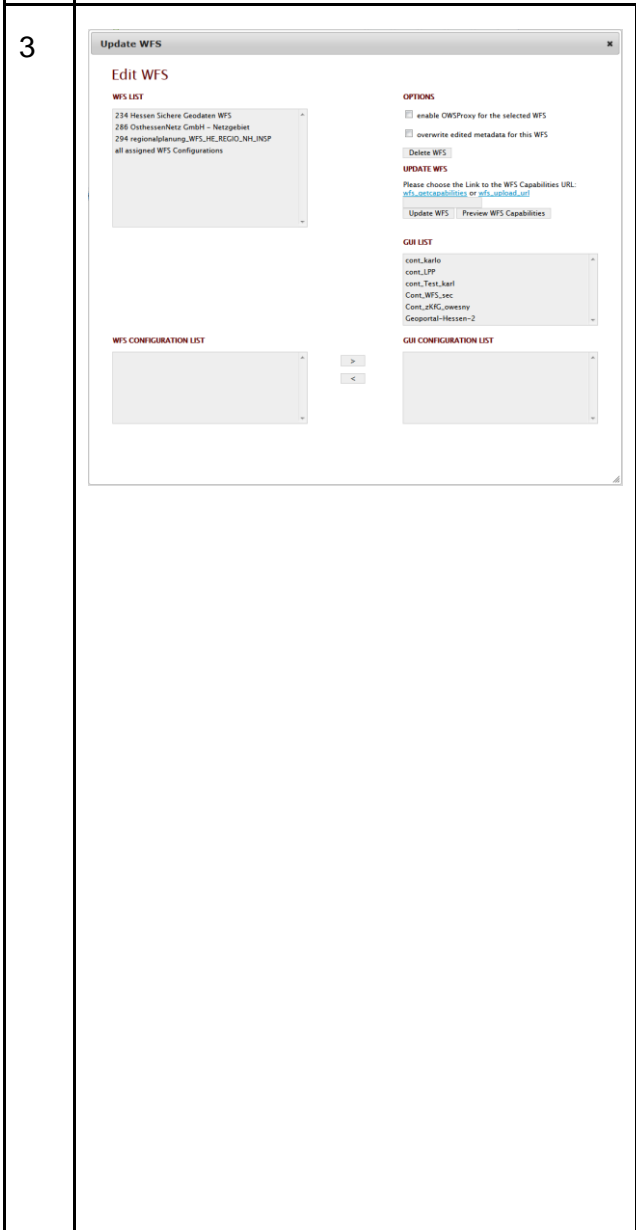 3
Update WFS
Edit WFS
WFS LIST
234 Hessen Sichere Geodaten WFS
286 OsthessenNetz GmbH - Netzgebiet
294 regionalplanung_WFS_HE_REGIO_NH_INSP
all assigned WFS Configurations
OPTIONS
enable OWSProxy for the selected WFS
overwrite edited metadata for this WFS
Delete WFS
UPDATE WFS
Please choose the Link to the WFS Capabilities URL:
wfs_getcapabilities or wfs_upload_url
Update WFS Preview WFS Capabilities
GUI LIST
cont_karlo
cont_LPP
cont_Test_karl
Cont_WFS_sec
Cont_zKfG_owesny
Geoportal-Hessen-2
WFS CONFIGURATION LIST
>
<
GUI CONFIGURATION LIST